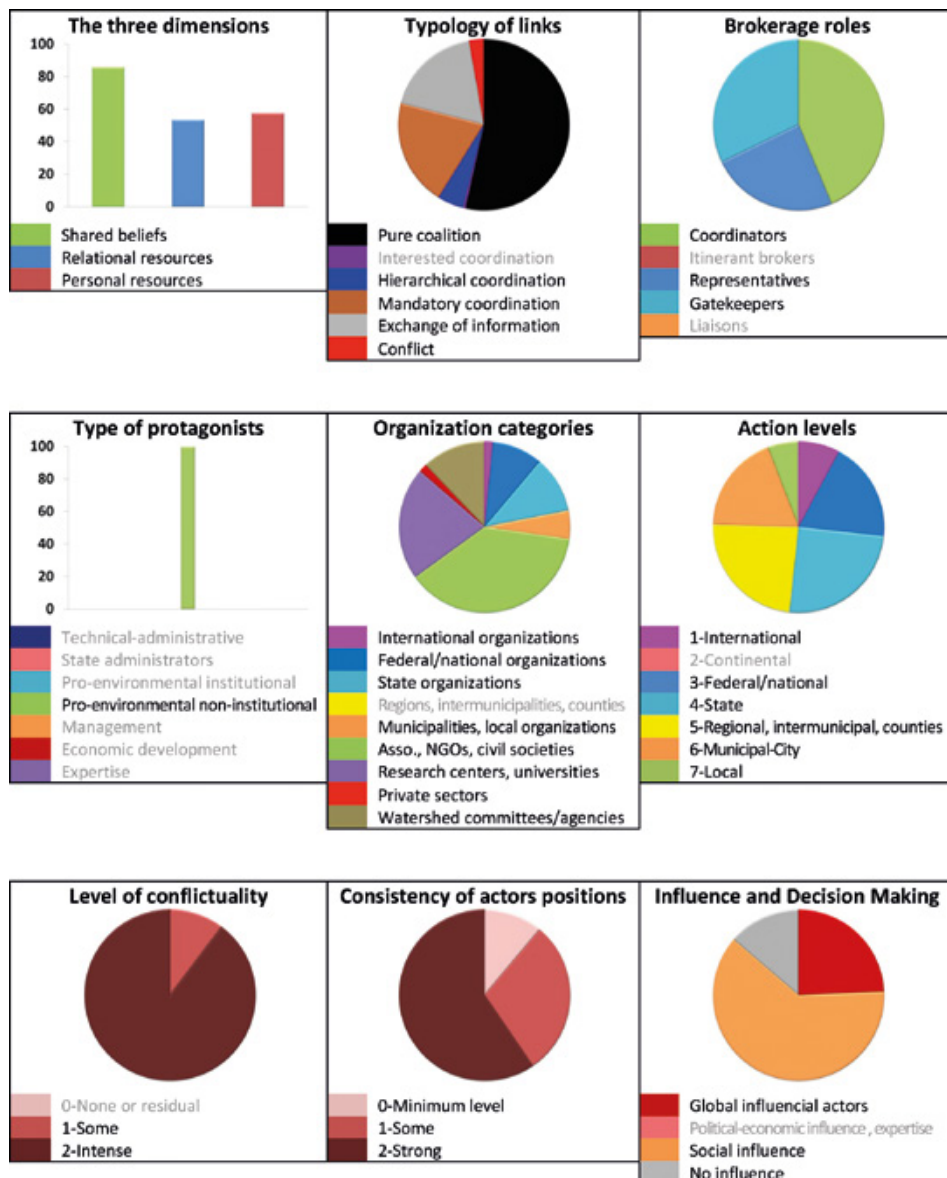 The three dimensions
100
80
60
40
20
0
Shared beliefs
Relational resources
Personal resources
Typology of links
Pure coalition
Interested coordination
Hierarchical coordination
Mandatory coordination
Exchange of information
Conflict
Brokerage roles
Coordinators
Itinerant brokers
Representatives
Gatekeepers
Liaisons
Type of protagonists
100
80
60
40
20
0
Technical-administrative
State administrators
Pro-environmental institutional
Pro-environmental non-institutional
Management
Economic development
Expertise
Organization categories
International organizations
Federal/national organizations
State organizations
Regions, intermunicipalities, counties
Municipalities, local organizations
Asso., NGOs, civil societies
Research centers, universities
Private sectors
Watershed committees/agencies
Action levels
1-International
2-Continental
3-Federal/national
4-State
5-Regional, intermunicipal, counties
6-Municipal-City
7-Local
Level of conflictuality
0-None or residual
1-Some
2-Intense
Consistency of actors positions
0-Minimum level
1-Some
2-Strong
Influence and Decision Making
Global influencial actors
Political-economic influence , expertise
Social influence
No influence